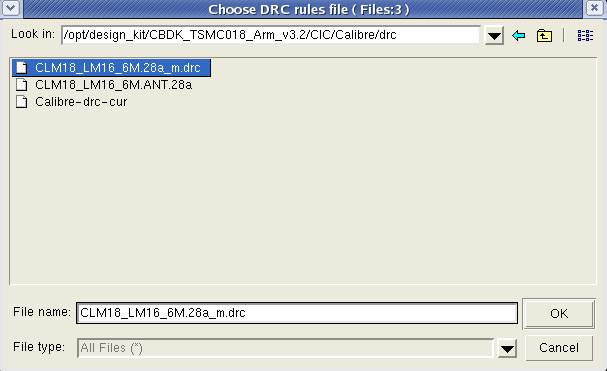 Choose DRC rules file ( Files:3 )
Look in: /opt/design_kit/CBDK_TSMC018_Arm_v3.2/CIC/Calibre/drc
CLM18_LM16_6M.28a_m.drc
CLM18_LM16_6M.ANT.28a
Calibre-drc-cur
File name: CLM18_LM16_6M.28a_m.drc OK
File type: All Files (*) Cancel